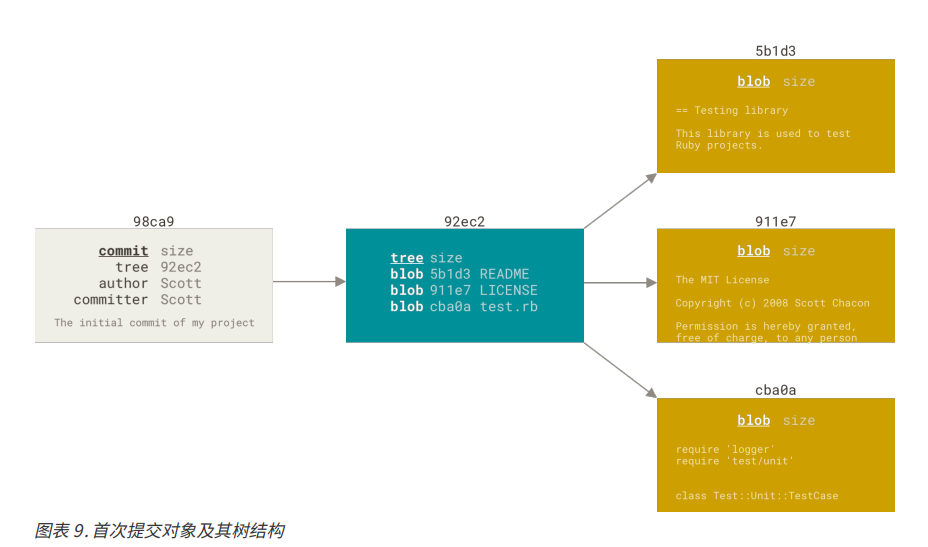 98ca9
commit size
tree 92ec2
author Scott
committer Scott
The initial commit of my project
92ec2
tree size
blob 5b1d3 README
blob 911e7 LICENSE
blob cba0a test.rb
5b1d3
blob size
== Testing library
This library is used to test
Ruby projects.
911e7
blob size
The MIT License
Copyright (c) 2008 Scott Chacon
Permission is hereby granted,
free of charge, to any person
cba0a
blob size
require 'logger'
require 'test/unit'
class Test::Unit::TestCase
图表 9. 首次提交对象及其树结构